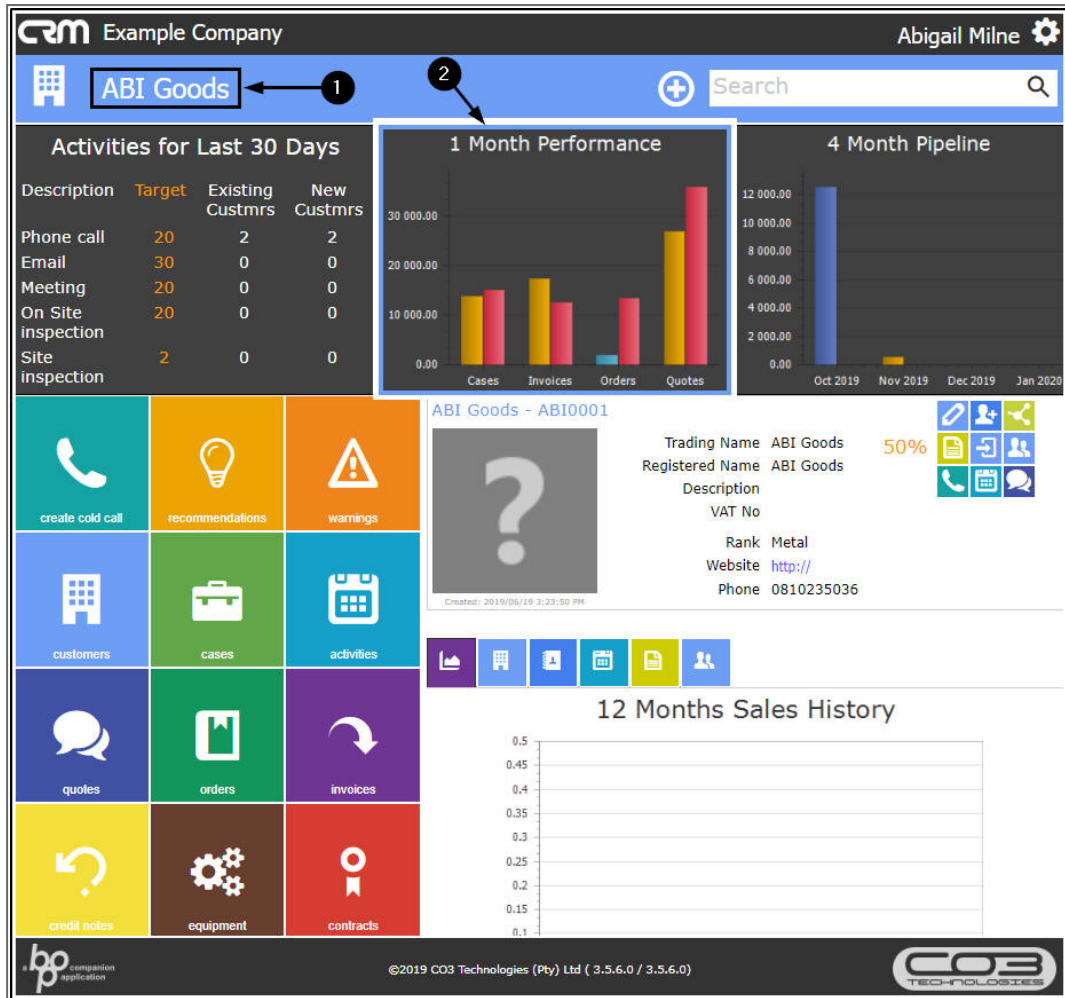 CRM Example Company
Abigail Milne
ABI Goods
1
2
Search
Activities for Last 30 Days
Description Target Existing Custmrs New Custmrs
Phone call 20 2 2
Email 30 0 0
Meeting 20 0 0
On Site inspection 20 0 0
Site inspection 2 0 0
1 Month Performance
30 000.00
20 000.00
10 000.00
0.00
Cases Invoices Orders Quotes
4 Month Pipeline
12 000.00
10 000.00
8 000.00
6 000.00
4 000.00
2 000.00
0.00
Oct 2019 Nov 2019 Dec 2019 Jan 2020
create cold call
recommendations
warnings
customers
cases
activities
quotes
orders
invoices
credit notes
equipment
contracts
ABI Goods - ABI0001
?
Created: 2019/06/19 3:23:50 PM
Trading Name ABI Goods
Registered Name ABI Goods
Description
VAT No
Rank Metal
Website http://
Phone 0810235036
50%
12 Months Sales History
0.5
0.45
0.4
0.35
0.3
0.25
0.2
0.15
0.1
a bpo companion application
©2019 CO3 Technologies (Pty) Ltd ( 3.5.6.0 / 3.5.6.0)
CO3
TECHNOLOGIES